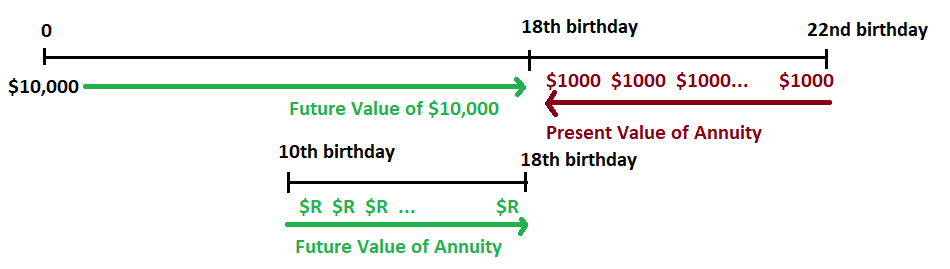 0 18th birthday 22nd birthday
$10,000 $1000 $1000 $1000... $1000
Future Value of $10,000
Present Value of Annuity
10th birthday 18th birthday
$R $R $R ... $R
Future Value of Annuity